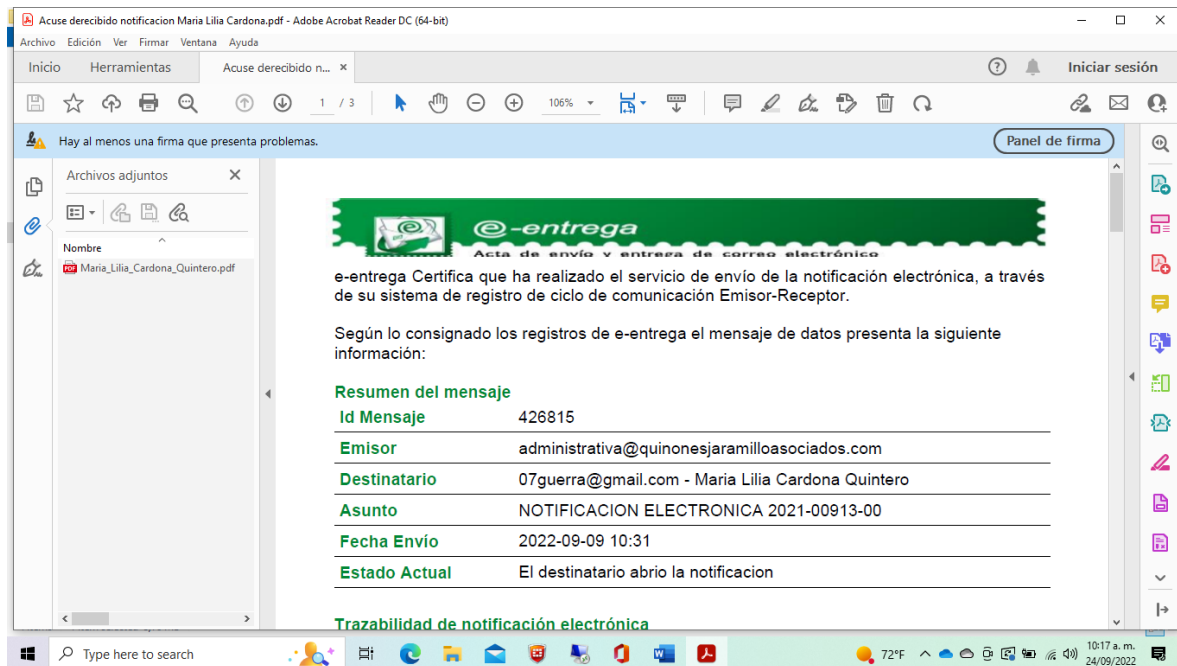 Acuse derecibido notificacion Maria Lilia Cardona.pdf - Adobe Acrobat Reader DC (64-bit)
Archivo Edición Ver Firmar Ventana Ayuda
Inicio Herramientas Acuse derecibido n... × Iniciar sesión
1 / 3 106%
Hay al menos una firma que presenta problemas. Panel de firma
Archivos adjuntos
Nombre
Maria_Lilia_Cardona_Quintero.pdf
@-entrega
Acta de envío y entrega de correo electrónico
e-entrega Certifica que ha realizado el servicio de envío de la notificación electrónica, a través
de su sistema de registro de ciclo de comunicación Emisor-Receptor.
Según lo consignado los registros de e-entrega el mensaje de datos presenta la siguiente
información:
Resumen del mensaje
Id Mensaje 426815
Emisor administrativa@quinonesjaramilloasociados.com
Destinatario 07guerra@gmail.com - Maria Lilia Cardona Quintero
Asunto NOTIFICACION ELECTRONICA 2021-00913-00
Fecha Envío 2022-09-09 10:31
Estado Actual El destinatario abrio la notificacion
Trazabilidad de notificación electrónica
Type here to search 72°F 10:17 a. m.
24/09/2022